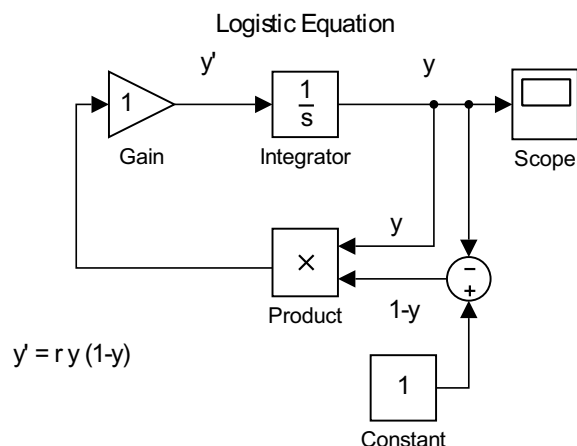 Logistic Equation
y'
y
1
1
s
Gain
Integrator
Scope
y
×
−
+
Product
1-y
y' = r y (1-y)
1
Constant